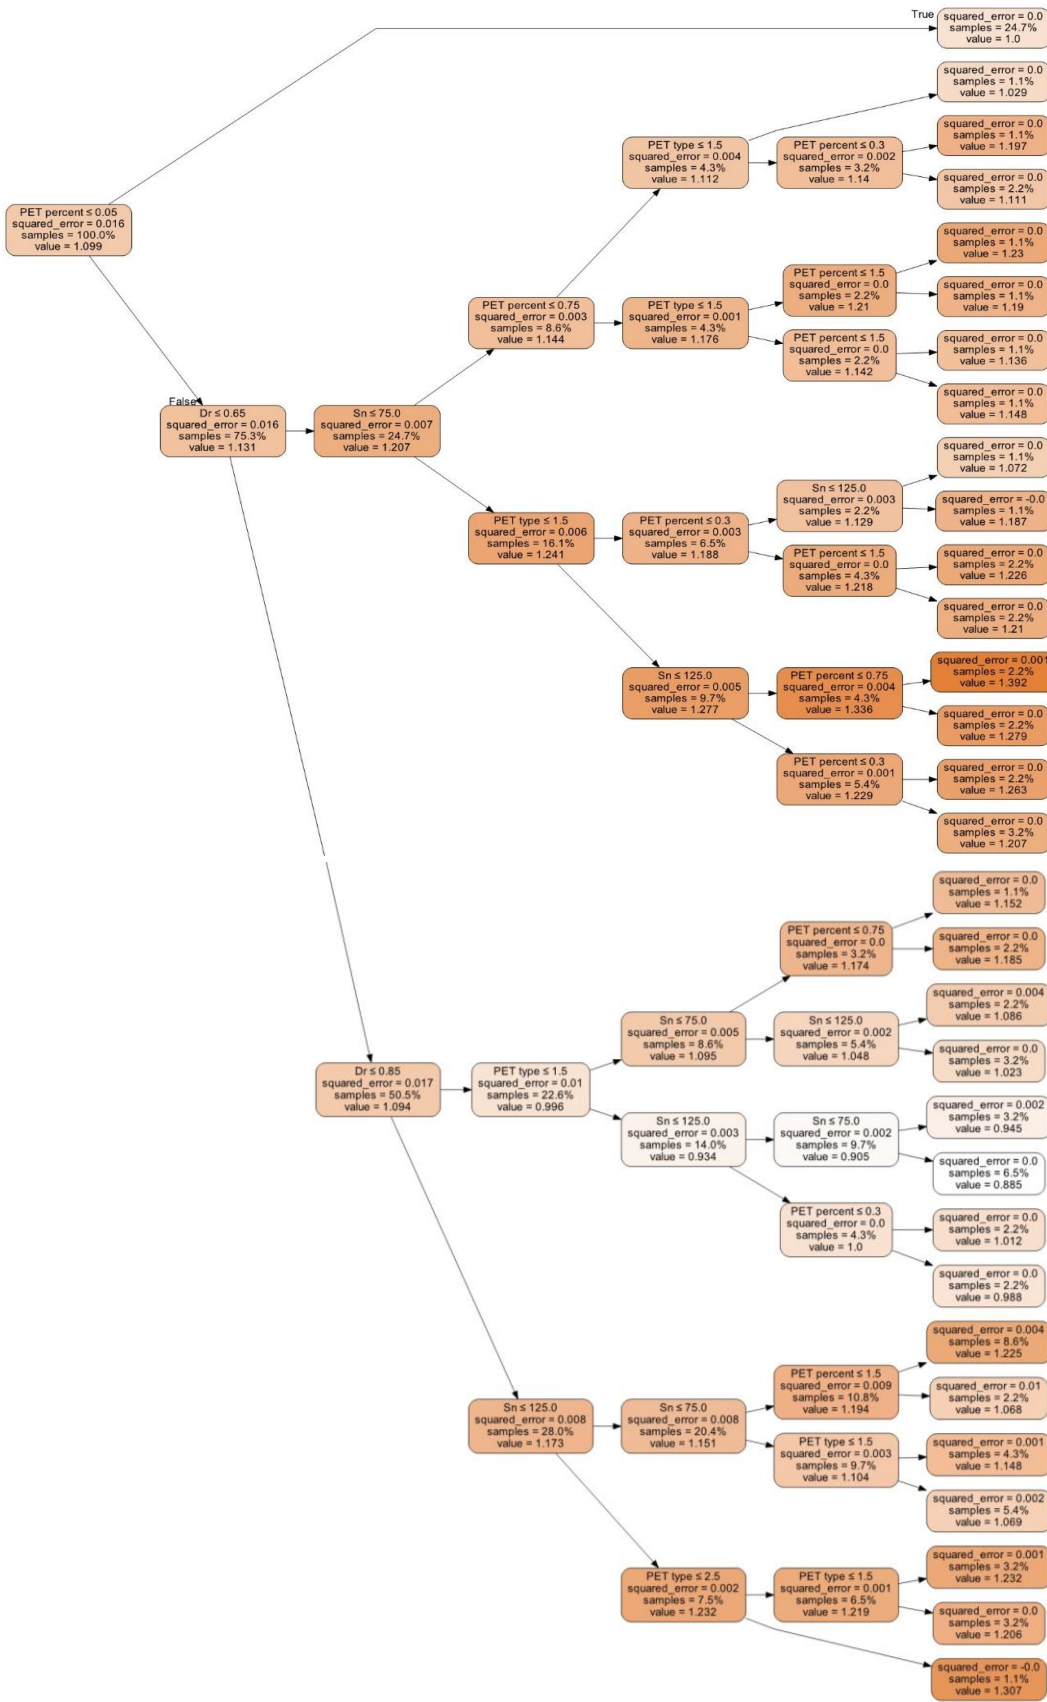 True
squared_error = 0.0
samples = 24.7%
value = 1.0
squared_error = 0.0
samples = 1.1%
value = 1.029
PET type ≤ 1.5
squared_error = 0.004
samples = 4.3%
value = 1.112
PET percent ≤ 0.3
squared_error = 0.002
samples = 3.2%
value = 1.14
squared_error = 0.0
samples = 1.1%
value = 1.197
squared_error = 0.0
samples = 2.2%
value = 1.111
PET percent ≤ 0.05
squared_error = 0.016
samples = 100.0%
value = 1.099
squared_error = 0.0
samples = 1.1%
value = 1.23
PET percent ≤ 0.75
squared_error = 0.003
samples = 8.6%
value = 1.144
PET type ≤ 1.5
squared_error = 0.001
samples = 4.3%
value = 1.176
PET percent ≤ 1.5
squared_error = 0.0
samples = 2.2%
value = 1.21
squared_error = 0.0
samples = 1.1%
value = 1.19
PET percent ≤ 1.5
squared_error = 0.0
samples = 2.2%
value = 1.142
squared_error = 0.0
samples = 1.1%
value = 1.136
squared_error = 0.0
samples = 1.1%
value = 1.148
False
Dr ≤ 0.65
squared_error = 0.016
samples = 75.3%
value = 1.131
Sn ≤ 75.0
squared_error = 0.007
samples = 24.7%
value = 1.207
squared_error = 0.0
samples = 1.1%
value = 1.072
PET type ≤ 1.5
squared_error = 0.006
samples = 16.1%
value = 1.241
PET percent ≤ 0.3
squared_error = 0.003
samples = 6.5%
value = 1.188
Sn ≤ 125.0
squared_error = 0.003
samples = 2.2%
value = 1.129
squared_error = -0.0
samples = 1.1%
value = 1.187
PET percent ≤ 1.5
squared_error = 0.0
samples = 4.3%
value = 1.218
squared_error = 0.0
samples = 2.2%
value = 1.226
squared_error = 0.0
samples = 2.2%
value = 1.21
Sn ≤ 125.0
squared_error = 0.005
samples = 9.7%
value = 1.277
PET percent ≤ 0.75
squared_error = 0.004
samples = 4.3%
value = 1.336
squared_error = 0.001
samples = 2.2%
value = 1.392
squared_error = 0.0
samples = 2.2%
value = 1.279
PET percent ≤ 0.3
squared_error = 0.001
samples = 5.4%
value = 1.229
squared_error = 0.0
samples = 2.2%
value = 1.263
squared_error = 0.0
samples = 3.2%
value = 1.207
squared_error = 0.0
samples = 1.1%
value = 1.152
PET percent ≤ 0.75
squared_error = 0.0
samples = 3.2%
value = 1.174
squared_error = 0.0
samples = 2.2%
value = 1.185
Sn ≤ 75.0
squared_error = 0.005
samples = 8.6%
value = 1.095
Sn ≤ 125.0
squared_error = 0.002
samples = 5.4%
value = 1.048
squared_error = 0.004
samples = 2.2%
value = 1.086
squared_error = 0.0
samples = 3.2%
value = 1.023
Dr ≤ 0.85
squared_error = 0.017
samples = 50.5%
value = 1.094
PET type ≤ 1.5
squared_error = 0.01
samples = 22.6%
value = 0.996
Sn ≤ 125.0
squared_error = 0.003
samples = 14.0%
value = 0.934
Sn ≤ 75.0
squared_error = 0.002
samples = 9.7%
value = 0.905
squared_error = 0.002
samples = 3.2%
value = 0.945
squared_error = 0.0
samples = 6.5%
value = 0.885
PET percent ≤ 0.3
squared_error = 0.0
samples = 4.3%
value = 1.0
squared_error = 0.0
samples = 2.2%
value = 1.012
squared_error = 0.0
samples = 2.2%
value = 0.988
squared_error = 0.004
samples = 8.6%
value = 1.225
PET percent ≤ 1.5
squared_error = 0.009
samples = 10.8%
value = 1.194
squared_error = 0.01
samples = 2.2%
value = 1.068
Sn ≤ 125.0
squared_error = 0.008
samples = 28.0%
value = 1.173
Sn ≤ 75.0
squared_error = 0.008
samples = 20.4%
value = 1.151
PET type ≤ 1.5
squared_error = 0.003
samples = 9.7%
value = 1.104
squared_error = 0.001
samples = 4.3%
value = 1.148
squared_error = 0.002
samples = 5.4%
value = 1.069
PET type ≤ 2.5
squared_error = 0.002
samples = 7.5%
value = 1.232
PET type ≤ 1.5
squared_error = 0.001
samples = 6.5%
value = 1.219
squared_error = 0.001
samples = 3.2%
value = 1.232
squared_error = 0.0
samples = 3.2%
value = 1.206
squared_error = -0.0
samples = 1.1%
value = 1.307